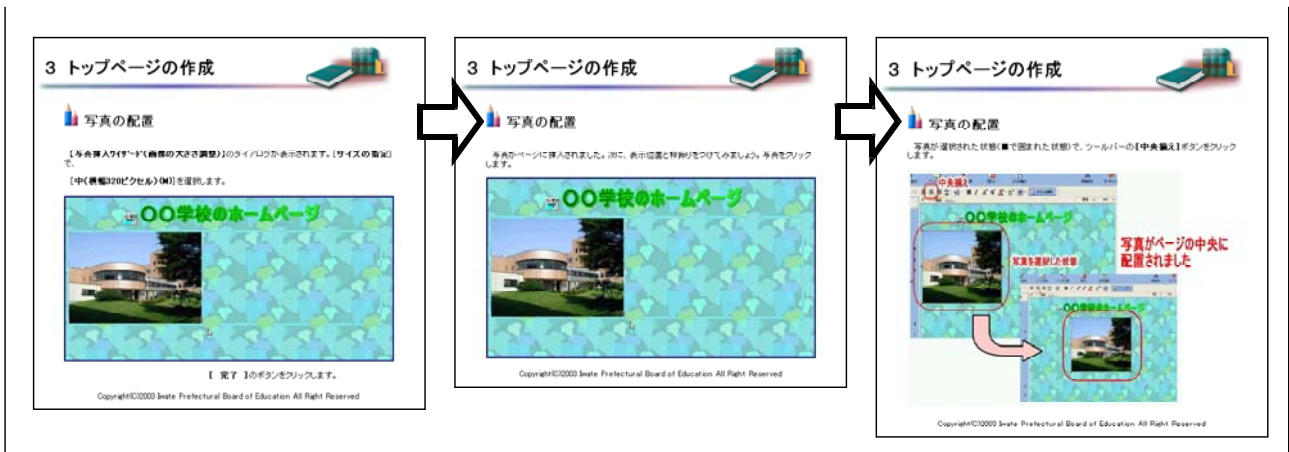 3 トップページの作成
写真の配置
【写真挿入ウィザード(画像の大きさ調整)】のダイアログが表示されます。[サイズの指定]
で、
[中(横幅320ピクセル)(M)]を選択します。
〇〇学校のホームページ
【 完了 】のボタンをクリックします。
Copyright(C)2003 Iwate Prefectural Board of Education All Right Reserved
3 トップページの作成
写真の配置
写真がページに挿入されました。次に、表示位置と枠飾りをつけてみましょう。写真をクリック
します。
〇〇学校のホームページ
Copyright(C)2003 Iwate Prefectural Board of Education All Right Reserved
3 トップページの作成
写真の配置
写真が選択された状態(■で囲まれた状態)で、ツールバーの【中央揃え】ボタンをクリック
します。
中央揃え
〇〇学校のホームページ
写真を選択した状態
写真がページの中央に
配置されました
〇〇学校のホームページ
Copyright(C)2003 Iwate Prefectural Board of Education All Right Reserved